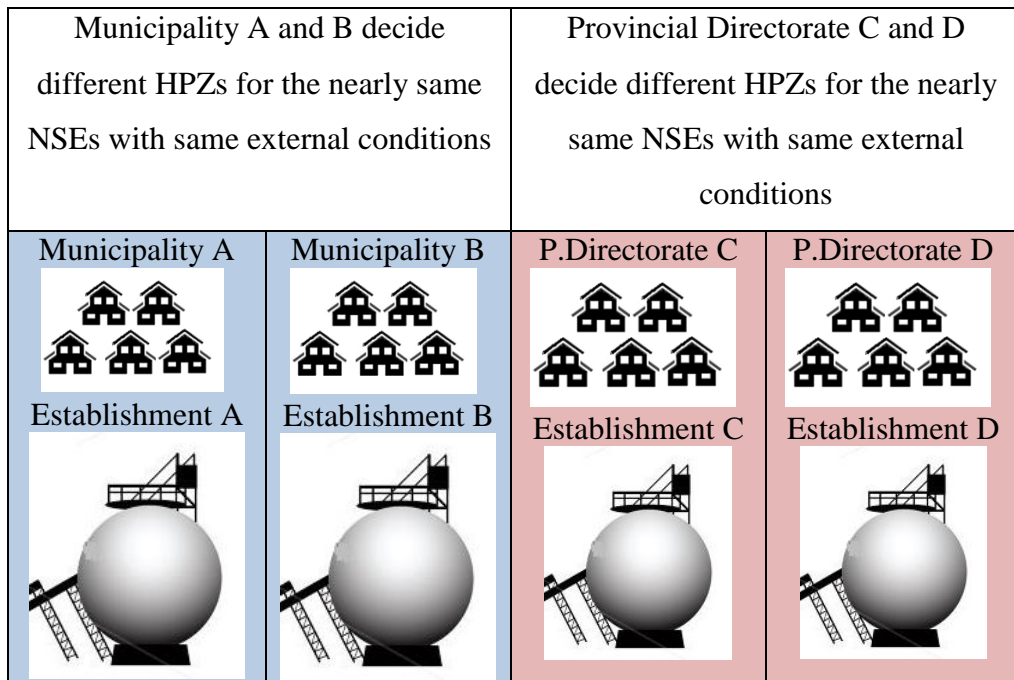 Municipality A and B decide
different HPZs for the nearly same
NSEs with same external conditions
Provincial Directorate C and D
decide different HPZs for the nearly
same NSEs with same external
conditions
Municipality A
Municipality B
P.Directorate C
P.Directorate D
Establishment A
Establishment B
Establishment C
Establishment D